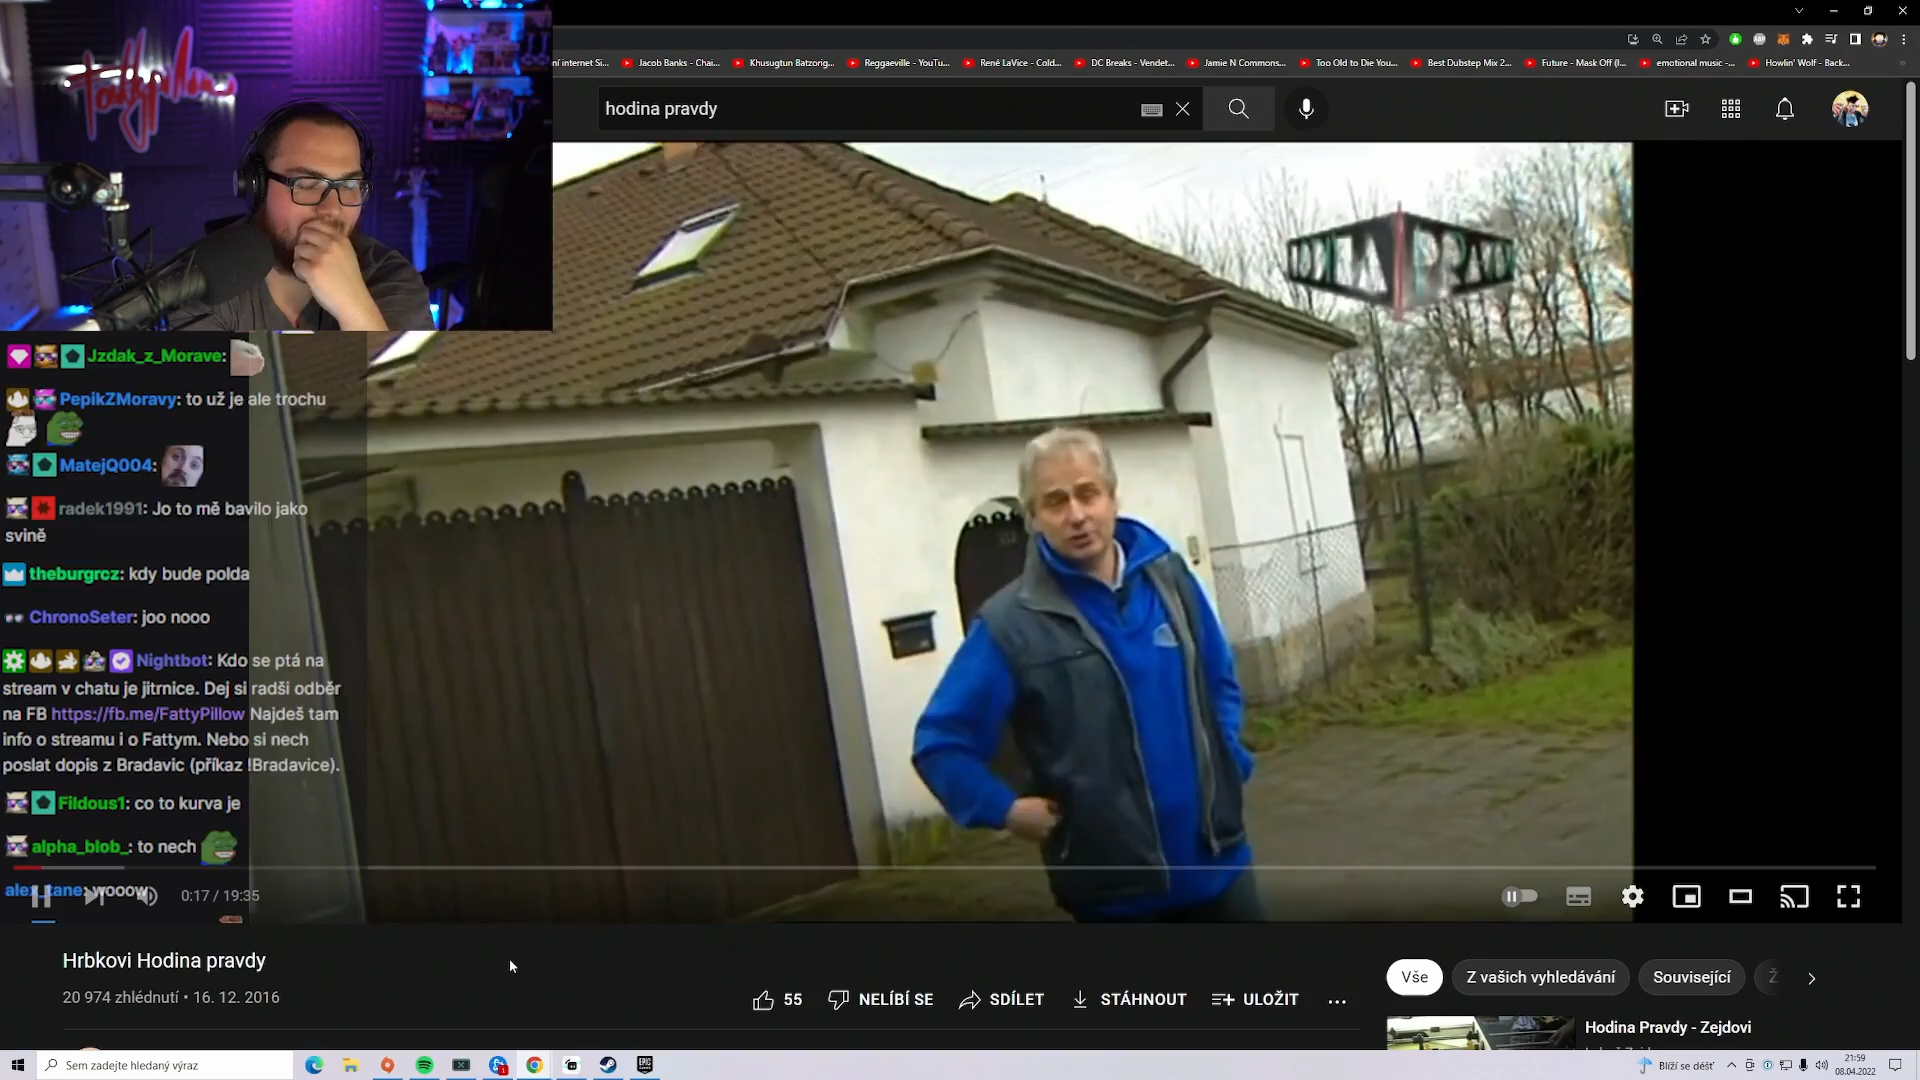 ní internet Si...
Jacob Banks - Chai...
Khusugtun Batzorig...
Reggaeville - YouTu...
René LaVice - Cold...
DC Breaks - Vendet...
Jamie N Commons...
Too Old to Die You...
Best Dubstep Mix 2...
Future - Mask Off (I...
emotional music -...
Howlin' Wolf - Back...
hodina pravdy
Jzdak_z_Morave:
PepikZMoravy: to už je ale trochu
MatejQ004:
radek1991: Jo to mě bavilo jako
svině
theburgrcz: kdy bude polda
ChronoSeter: joo nooo
Nightbot: Kdo se ptá na
stream v chatu je jitrnice. Dej si radši odběr
na FB https://fb.me/FattyPillow Najdeš tam
info o streamu i o Fattym. Nebo si nech
poslat dopis z Bradavic (příkaz !Bradavice).
Fildous1: co to kurva je
alpha_blob_: to nech
wooow
0:17 / 19:35
Hrbkovi Hodina pravdy
20 974 zhlédnutí • 16. 12. 2016
55
NELÍBÍ SE
SDÍLET
STÁHNOUT
ULOŽIT
Vše
Z vašich vyhledávání
Související
Hodina Pravdy - Zejdovi
Sem zadejte hledaný výraz
Blíží se déšť
21:59
08.04.2022